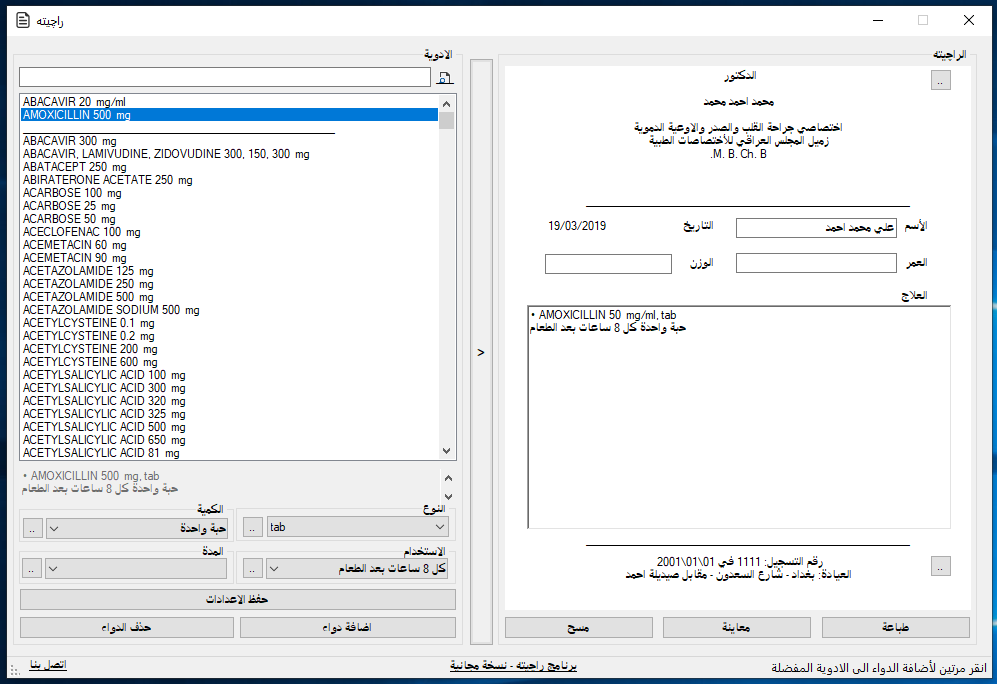 راچيته
الراچيته
..
الدكتور
محمد احمد محمد
اختصاصي جراحة القلب والصدر والاوعية الدموية
زميل المجلس العراقي للأختصاصات الطبية
M. B. Ch. B.
الأسم علي محمد احمد التاريخ 19/03/2019
العمر الوزن
العلاج
• AMOXICILLIN 50 mg/ml, tab
حبة واحدة كل 8 ساعات بعد الطعام
رقم التسجيل: 1111 في 01\01\2001
العيادة: بغداد - شارع السعدون - مقابل صيدلية احمد
..
طباعة معاينة مسح
>
الادوية
ABACAVIR 20 mg/ml
AMOXICILLIN 500 mg
ABACAVIR 300 mg
ABACAVIR, LAMIVUDINE, ZIDOVUDINE 300, 150, 300 mg
ABATACEPT 250 mg
ABIRATERONE ACETATE 250 mg
ACARBOSE 100 mg
ACARBOSE 25 mg
ACARBOSE 50 mg
ACECLOFENAC 100 mg
ACEMETACIN 60 mg
ACEMETACIN 90 mg
ACETAZOLAMIDE 125 mg
ACETAZOLAMIDE 250 mg
ACETAZOLAMIDE 500 mg
ACETAZOLAMIDE SODIUM 500 mg
ACETYLCYSTEINE 0.1 mg
ACETYLCYSTEINE 0.2 mg
ACETYLCYSTEINE 200 mg
ACETYLCYSTEINE 600 mg
ACETYLSALICYLIC ACID 100 mg
ACETYLSALICYLIC ACID 300 mg
ACETYLSALICYLIC ACID 320 mg
ACETYLSALICYLIC ACID 325 mg
ACETYLSALICYLIC ACID 500 mg
ACETYLSALICYLIC ACID 650 mg
ACETYLSALICYLIC ACID 81 mg
• AMOXICILLIN 500 mg, tab
حبة واحدة كل 8 ساعات بعد الطعام
النوع الكمية
tab .. حبة واحدة ..
الاستخدام المدة
كل 8 ساعات بعد الطعام .. ..
حفظ الاعدادات
اضافة دواء حذف الدواء
انقر مرتين لأضافة الدواء الى الادوية المفضلة برنامج راچيته - نسخة مجانية اتصل بنا